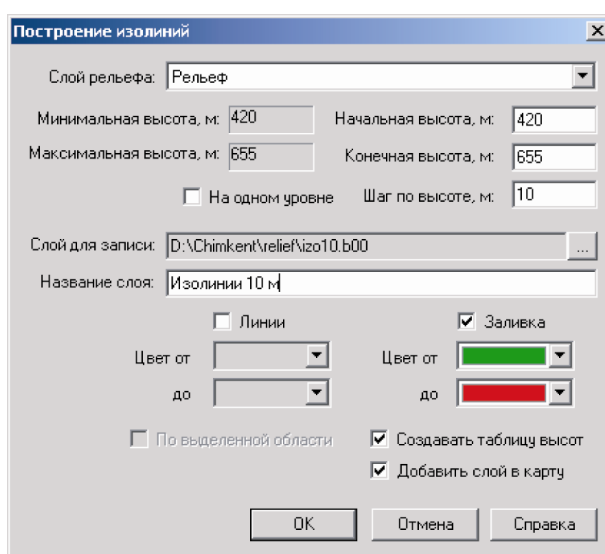 Построение изолиний
Слой рельефа: Рельеф
Минимальная высота, м: 420 Начальная высота, м: 420
Максимальная высота, м: 655 Конечная высота, м: 655
На одном уровне Шаг по высоте, м: 10
Слой для записи: D:\Chimkent\relief\izo10.b00 ...
Название слоя: Изолинии 10 м
Линии Заливка
Цвет от Цвет от
до до
По выделенной области Создавать таблицу высот
Добавить слой в карту
OK Отмена Справка